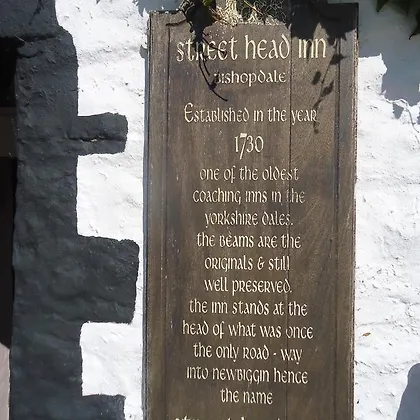 street head inn
bishopdale
Established in the year
1730
one of the oldest
coaching inns in the
yorkshire dales.
the beams are the
originals & still
well preserved.
the inn stands at the
head of what was once
the only road - way
into newbiggin hence
the name